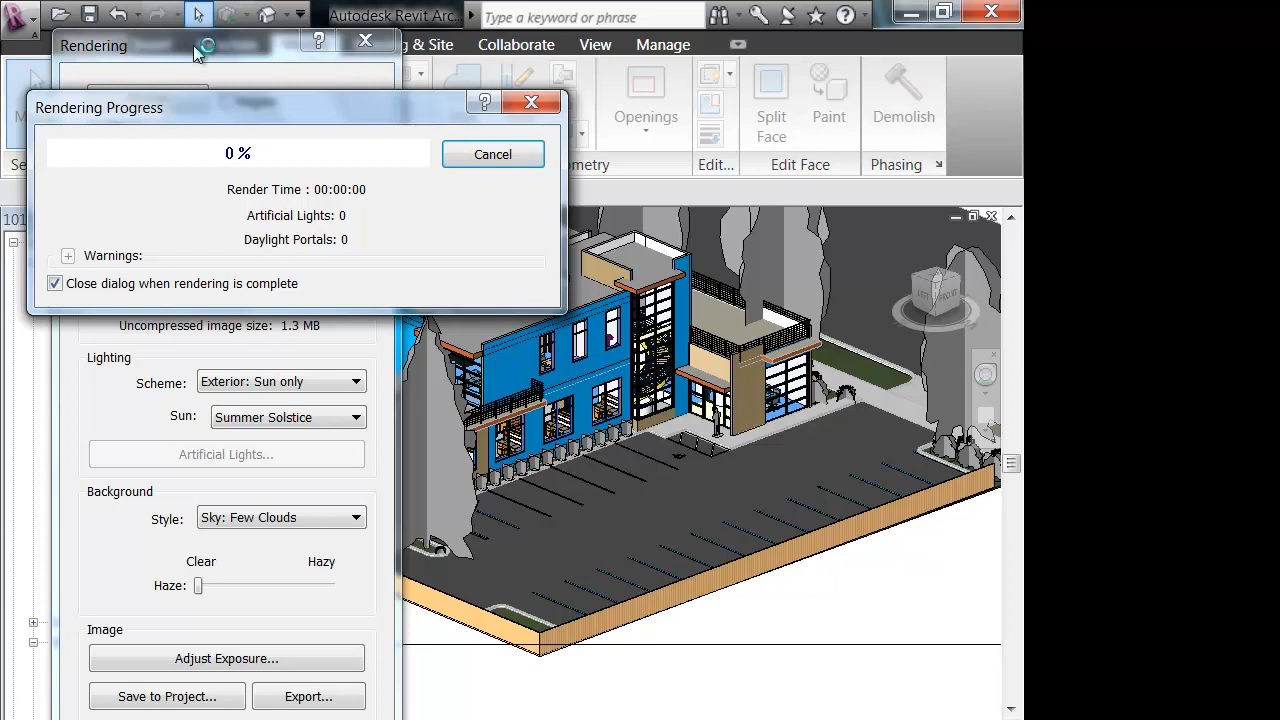 Autodesk Revit Arc...
Type a keyword or phrase
Rendering
& Site
Collaborate
View
Manage
Rendering Progress
0 %
Cancel
Render Time : 00:00:00
Artificial Lights: 0
Daylight Portals: 0
Warnings:
Close dialog when rendering is complete
Openings
Split
Face
Paint
Demolish
Edit...
Edit Face
Phasing
101
Uncompressed image size: 1.3 MB
Lighting
Scheme:
Exterior: Sun only
Sun:
Summer Solstice
Artificial Lights...
Background
Style:
Sky: Few Clouds
Clear
Hazy
Haze:
Image
Adjust Exposure...
Save to Project...
Export...
LEFT
FRONT